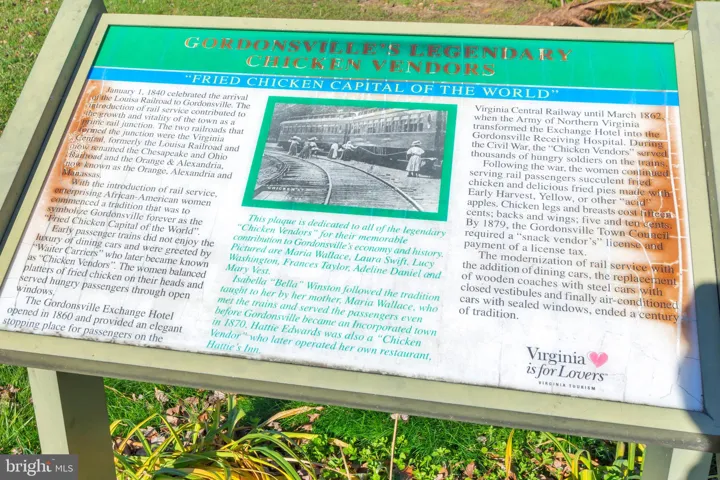 GORDONSVILLE'S LEGENDARY
CHICKEN VENDORS
"FRIED CHICKEN CAPITAL OF THE WORLD"
January 1, 1840 celebrated the arrival
of the Louisa Railroad to Gordonsville. The
introduction of rail service contributed to
the growth and vitality of the town as a
prime rail junction. The two railroads that
formed the junction were the Virginia
Central, formerly the Louisa Railroad and
now renamed the Chesapeake and Ohio
Railroad and the Orange & Alexandria,
now known as the Orange, Alexandria and
Manassas.
With the introduction of rail service,
enterprising African-American women
commenced a tradition that was to
symbolize Gordonsville forever as the
"Fried Chicken Capital of the World".
Early passenger trains did not enjoy the
luxury of dining cars and were greeted by
"Waiter Carriers" who later became known
as "Chicken Vendors". The women balanced
platters of fried chicken on their heads and
served hungry passengers through open
windows.
The Gordonsville Exchange Hotel
opened in 1860 and provided an elegant
stopping place for passengers on the
This plaque is dedicated to all of the legendary
"Chicken Vendors" for their memorable
contribution to Gordonsville's economy and history.
Pictured are Maria Wallace, Laura Swift, Lucy
Washington, Frances Taylor, Adeline Daniel and
Mary Vest.
Isabella "Bella" Winston followed the tradition
taught to her by her mother, Maria Wallace, who
met the trains and served the passengers even
before Gordonsville became an Incorporated town
in 1870. Hattie Edwards was also a "Chicken
Vendor" who later operated her own restaurant,
Hattie's Inn.
Virginia Central Railway until March 1862,
when the Army of Northern Virginia
transformed the Exchange Hotel into the
Gordonsville Receiving Hospital. During
the Civil War, the "Chicken Vendors" served
thousands of hungry soldiers on the trains.
Following the war, the women continued
serving rail passengers succulent fried
chicken and delicious fried pies made with
Early Harvest, Yellow, or other "acid"
apples. Chicken legs and breasts cost fifteen
cents; backs and wings; five and ten cents.
By 1879, the Gordonsville Town Council
required a "snack vendor's" license and
payment of a license tax.
The modernization of rail service with
the addition of dining cars, the replacement
of wooden coaches with steel cars with
closed vestibules and finally air-conditioned
cars with sealed windows, ended a century
of tradition.
Virginia
is for Lovers
VIRGINIA TOURISM
bright MLS